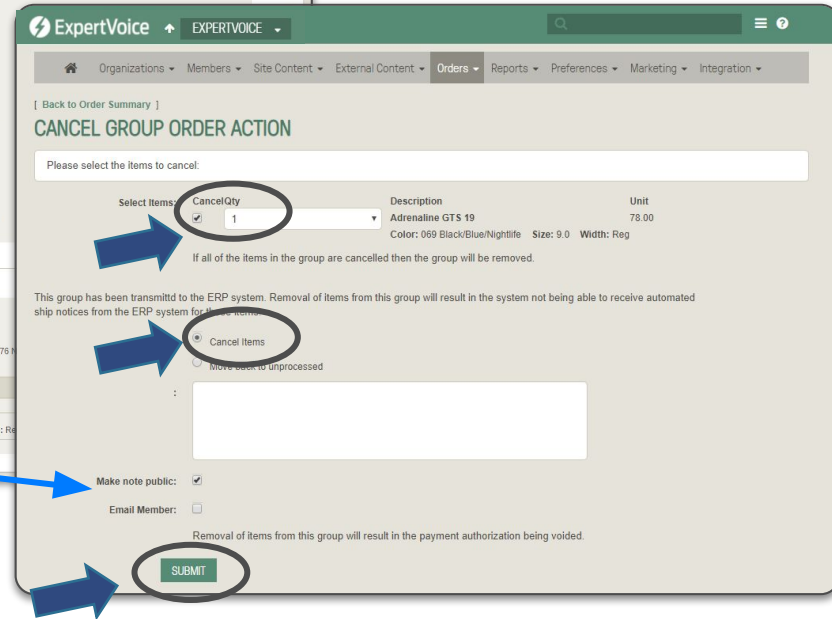 ExpertVoice EXPERTVOICE
Organizations Members Site Content External Content Orders Reports Preferences Marketing Integration
[ Back to Order Summary ]
CANCEL GROUP ORDER ACTION
Please select the items to cancel:
Select Items: Cancel Qty Description Unit
1 Adrenaline GTS 19 78.00
Color: 069 Black/Blue/Nightlife Size: 9.0 Width: Reg
If all of the items in the group are cancelled then the group will be removed.
This group has been transmittd to the ERP system. Removal of items from this group will result in the system not being able to receive automated
ship notices from the ERP system for these items.
Cancel Items
76 N
Move back to unprocessed
:
: Re
Make note public:
Email Member:
Removal of items from this group will result in the payment authorization being voided.
SUBMIT